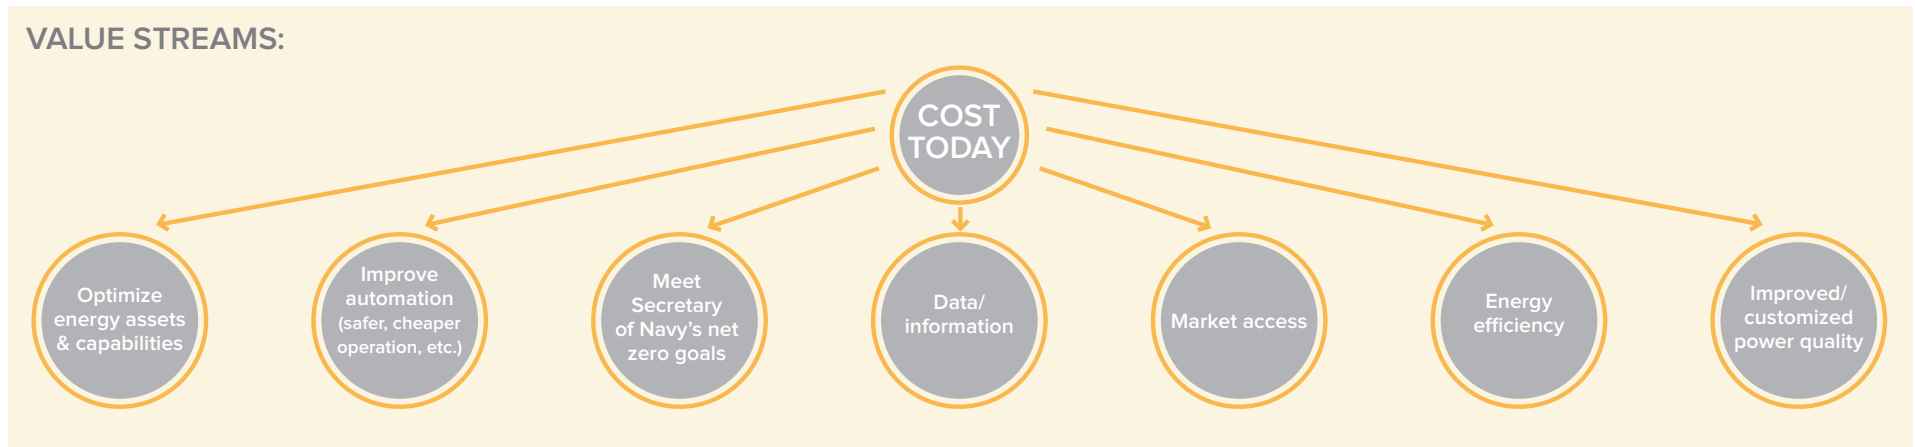 VALUE STREAMS:
COST
TODAY
Optimize
energy assets
& capabilities
Improve
automation
(safer, cheaper
operation, etc.)
Meet
Secretary
of Navy’s net
zero goals
Data/
information
Market access
Energy
efficiency
Improved/
customized
power quality